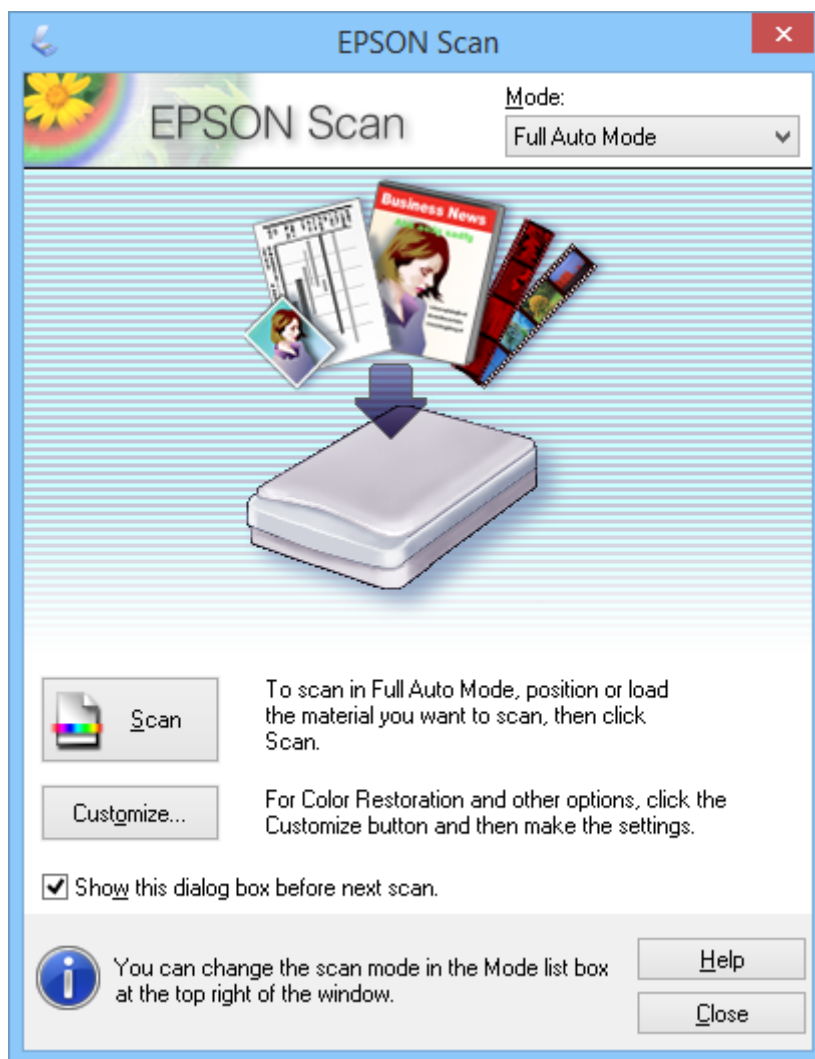 EPSON Scan
EPSON Scan
Mode:
Full Auto Mode
Business News
Scan
To scan in Full Auto Mode, position or load
the material you want to scan, then click
Scan.
Customize...
For Color Restoration and other options, click the
Customize button and then make the settings.
Show this dialog box before next scan.
You can change the scan mode in the Mode list box
at the top right of the window.
Help
Close